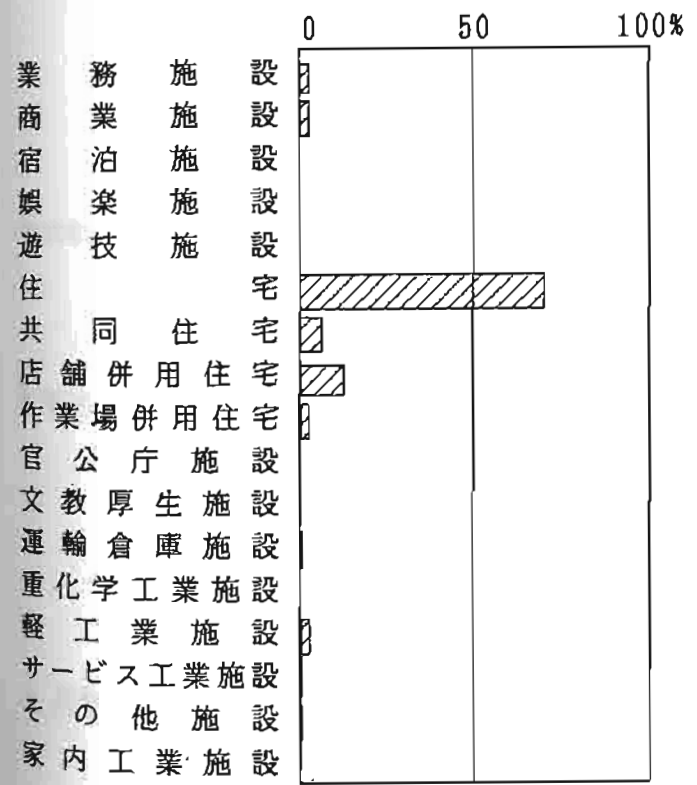 0 50 100%
業務施設
商業施設
宿泊施設
娯楽施設
遊技施設
住宅
共同住宅
店舗併用住宅
作業場併用住宅
官公庁施設
文教厚生施設
運輸倉庫施設
重化学工業施設
軽工業施設
サービス工業施設
その他施設
家内工業施設